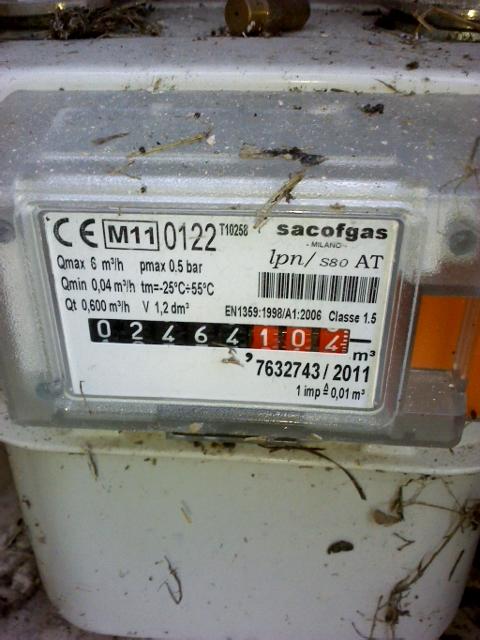 CE M11 0122 T10258
sacofgas
- MILANO -
lpn/ S80 AT
Qmax 6 m³/h pmax 0.5 bar
Qmin 0,04 m³/h tm=-25°C÷55°C
Qt 0,600 m³/h V 1,2 dm³
EN1359:1998/A1:2006 Classe 1.5
0 2 4 6 4 1 0 4
m³
7632743 / 2011
1 imp ≙ 0,01 m³